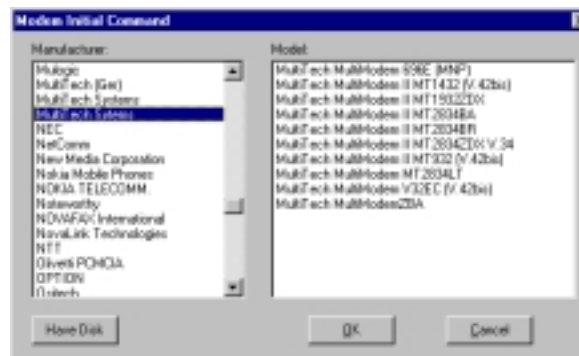 Modem Initial Command
Manufacturer:
Mulogic
MultiTech (Ger)
MultiTech Systems
MultiTech Sytems
NEC
NetComm
New Media Corporation
Nokia Mobile Phones
NOKIA TELECOMM.
Noteworthy
NOVAFAX International
NovaLink Technologies
NTT
Olivetti PCMCIA
OPTION
Ositech
Model:
MultiTech MultiModem 696E (MNP)
MultiTech MultiModem II MT1432 (V.42bis)
MultiTech MultiModem II MT1932ZDX
MultiTech MultiModem II MT2834BA
MultiTech MultiModem II MT2834BR
MultiTech MultiModem II MT2834ZDX V.34
MultiTech MultiModem II MT932 (V.42bis)
MultiTech MultiModem MT2834LT
MultiTech MultiModem V32EC (V.42bis)
MultiTech MultiModemZBA
Have Disk
OK
Cancel